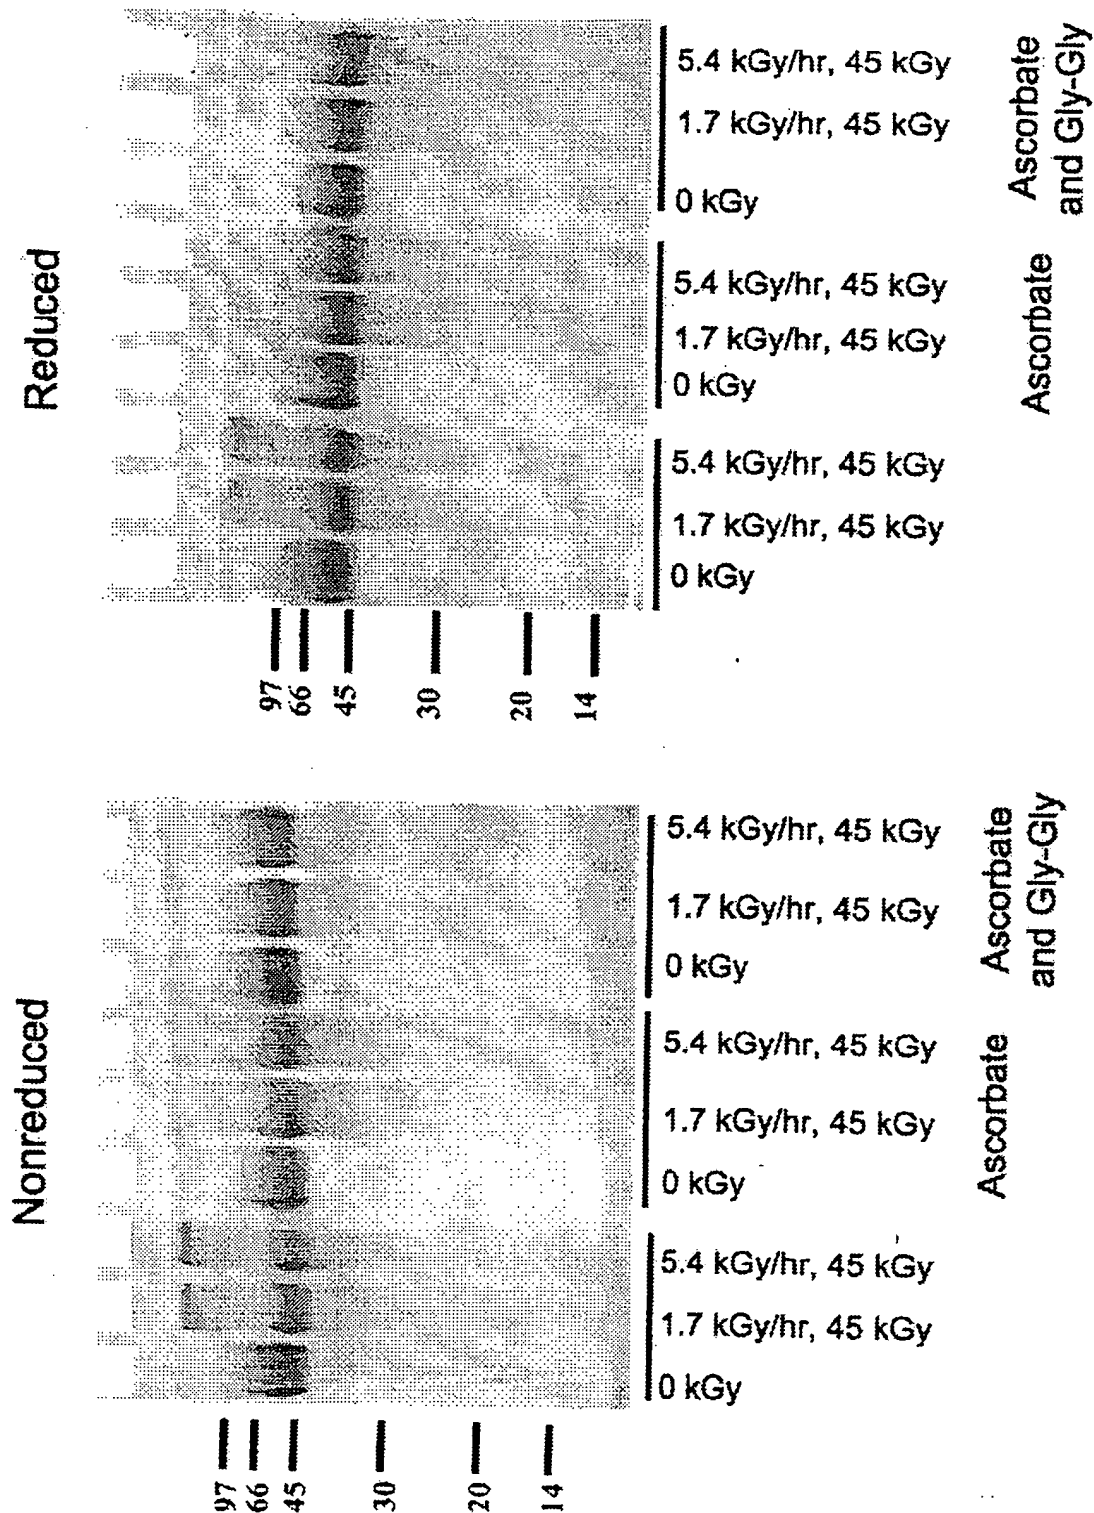 Nonreduced
97
66
45
30
20
14
0 kGy
1.7 kGy/hr, 45 kGy
5.4 kGy/hr, 45 kGy
0 kGy
1.7 kGy/hr, 45 kGy
5.4 kGy/hr, 45 kGy
0 kGy
1.7 kGy/hr, 45 kGy
5.4 kGy/hr, 45 kGy
Ascorbate
Ascorbate
and Gly-Gly
Reduced
97
66
45
30
20
14
0 kGy
1.7 kGy/hr, 45 kGy
5.4 kGy/hr, 45 kGy
0 kGy
1.7 kGy/hr, 45 kGy
5.4 kGy/hr, 45 kGy
0 kGy
1.7 kGy/hr, 45 kGy
5.4 kGy/hr, 45 kGy
Ascorbate
Ascorbate
and Gly-Gly